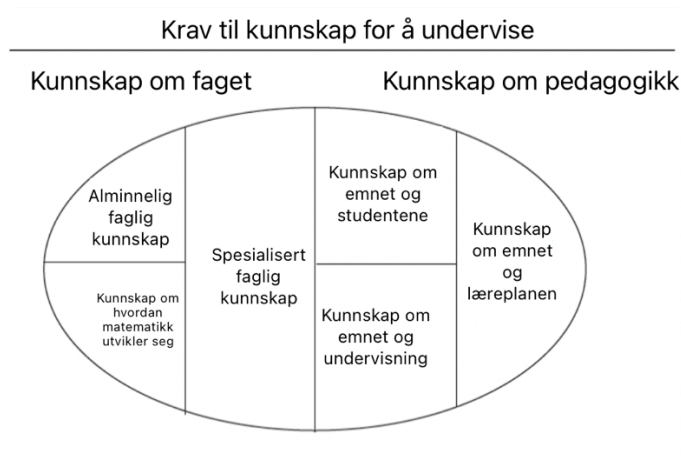 Krav til kunnskap for å undervise
Kunnskap om faget
Kunnskap om pedagogikk
Alminnelig
faglig
kunnskap
Kunnskap om
hvordan
matematikk
utvikler seg
Spesialisert
faglig
kunnskap
Kunnskap om
emnet og
studentene
Kunnskap om
emnet og
undervisning
Kunnskap
om emnet
og
læreplanen